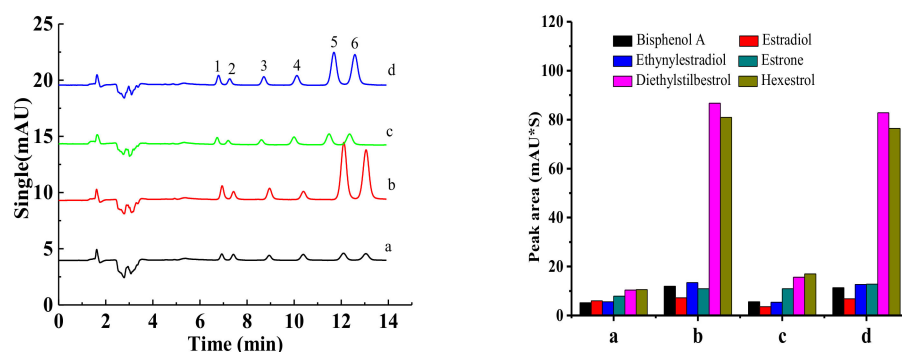 25
20
15
10
5
0
Single(mAU)
1
2
3
4
5
6
d
c
b
a
0 2 4 6 8 10 12 14
Time (min)
120
80
60
40
20
0
Peak area (mAU*S)
Bisphenol A
Estradiol
Ethynylestradiol
Estrone
Diethylstilbestrol
Hexestrol
a b c d